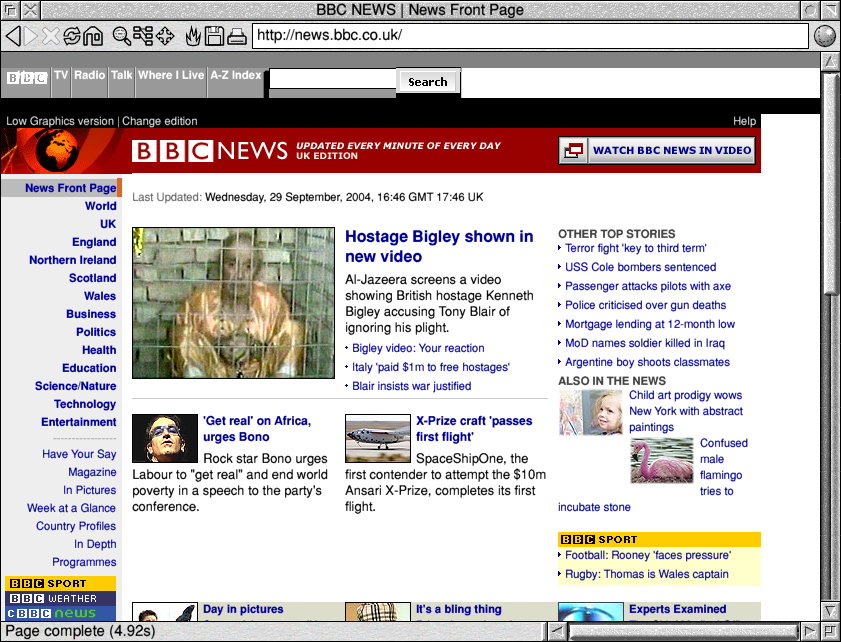 BBC NEWS | News Front Page
http://news.bbc.co.uk/
BBC
TV
Radio
Talk
Where I Live
A-Z Index
Search
Low Graphics version | Change edition
Help
BBC NEWS
UPDATED EVERY MINUTE OF EVERY DAY
UK EDITION
WATCH BBC NEWS IN VIDEO
News Front Page
World
UK
England
Northern Ireland
Scotland
Wales
Business
Politics
Health
Education
Science/Nature
Technology
Entertainment
Have Your Say
Magazine
In Pictures
Week at a Glance
Country Profiles
In Depth
Programmes
BBC SPORT
BBC WEATHER
CBBC news
Last Updated: Wednesday, 29 September, 2004, 16:46 GMT 17:46 UK
Hostage Bigley shown in
new video
Al-Jazeera screens a video
showing British hostage Kenneth
Bigley accusing Tony Blair of
ignoring his plight.
Bigley video: Your reaction
Italy 'paid $1m to free hostages'
Blair insists war justified
'Get real' on Africa,
urges Bono
Rock star Bono urges
Labour to "get real" and end world
poverty in a speech to the party's
conference.
X-Prize craft 'passes
first flight'
SpaceShipOne, the
first contender to attempt the $10m
Ansari X-Prize, completes its first
flight.
OTHER TOP STORIES
Terror fight 'key to third term'
USS Cole bombers sentenced
Passenger attacks pilots with axe
Police criticised over gun deaths
Mortgage lending at 12-month low
MoD names soldier killed in Iraq
Argentine boy shoots classmates
ALSO IN THE NEWS
Child art prodigy wows
New York with abstract
paintings
Confused
male
flamingo
tries to
incubate stone
BBC SPORT
Football: Rooney 'faces pressure'
Rugby: Thomas is Wales captain
Day in pictures
It's a bling thing
Experts Examined
Page complete (4.92s)